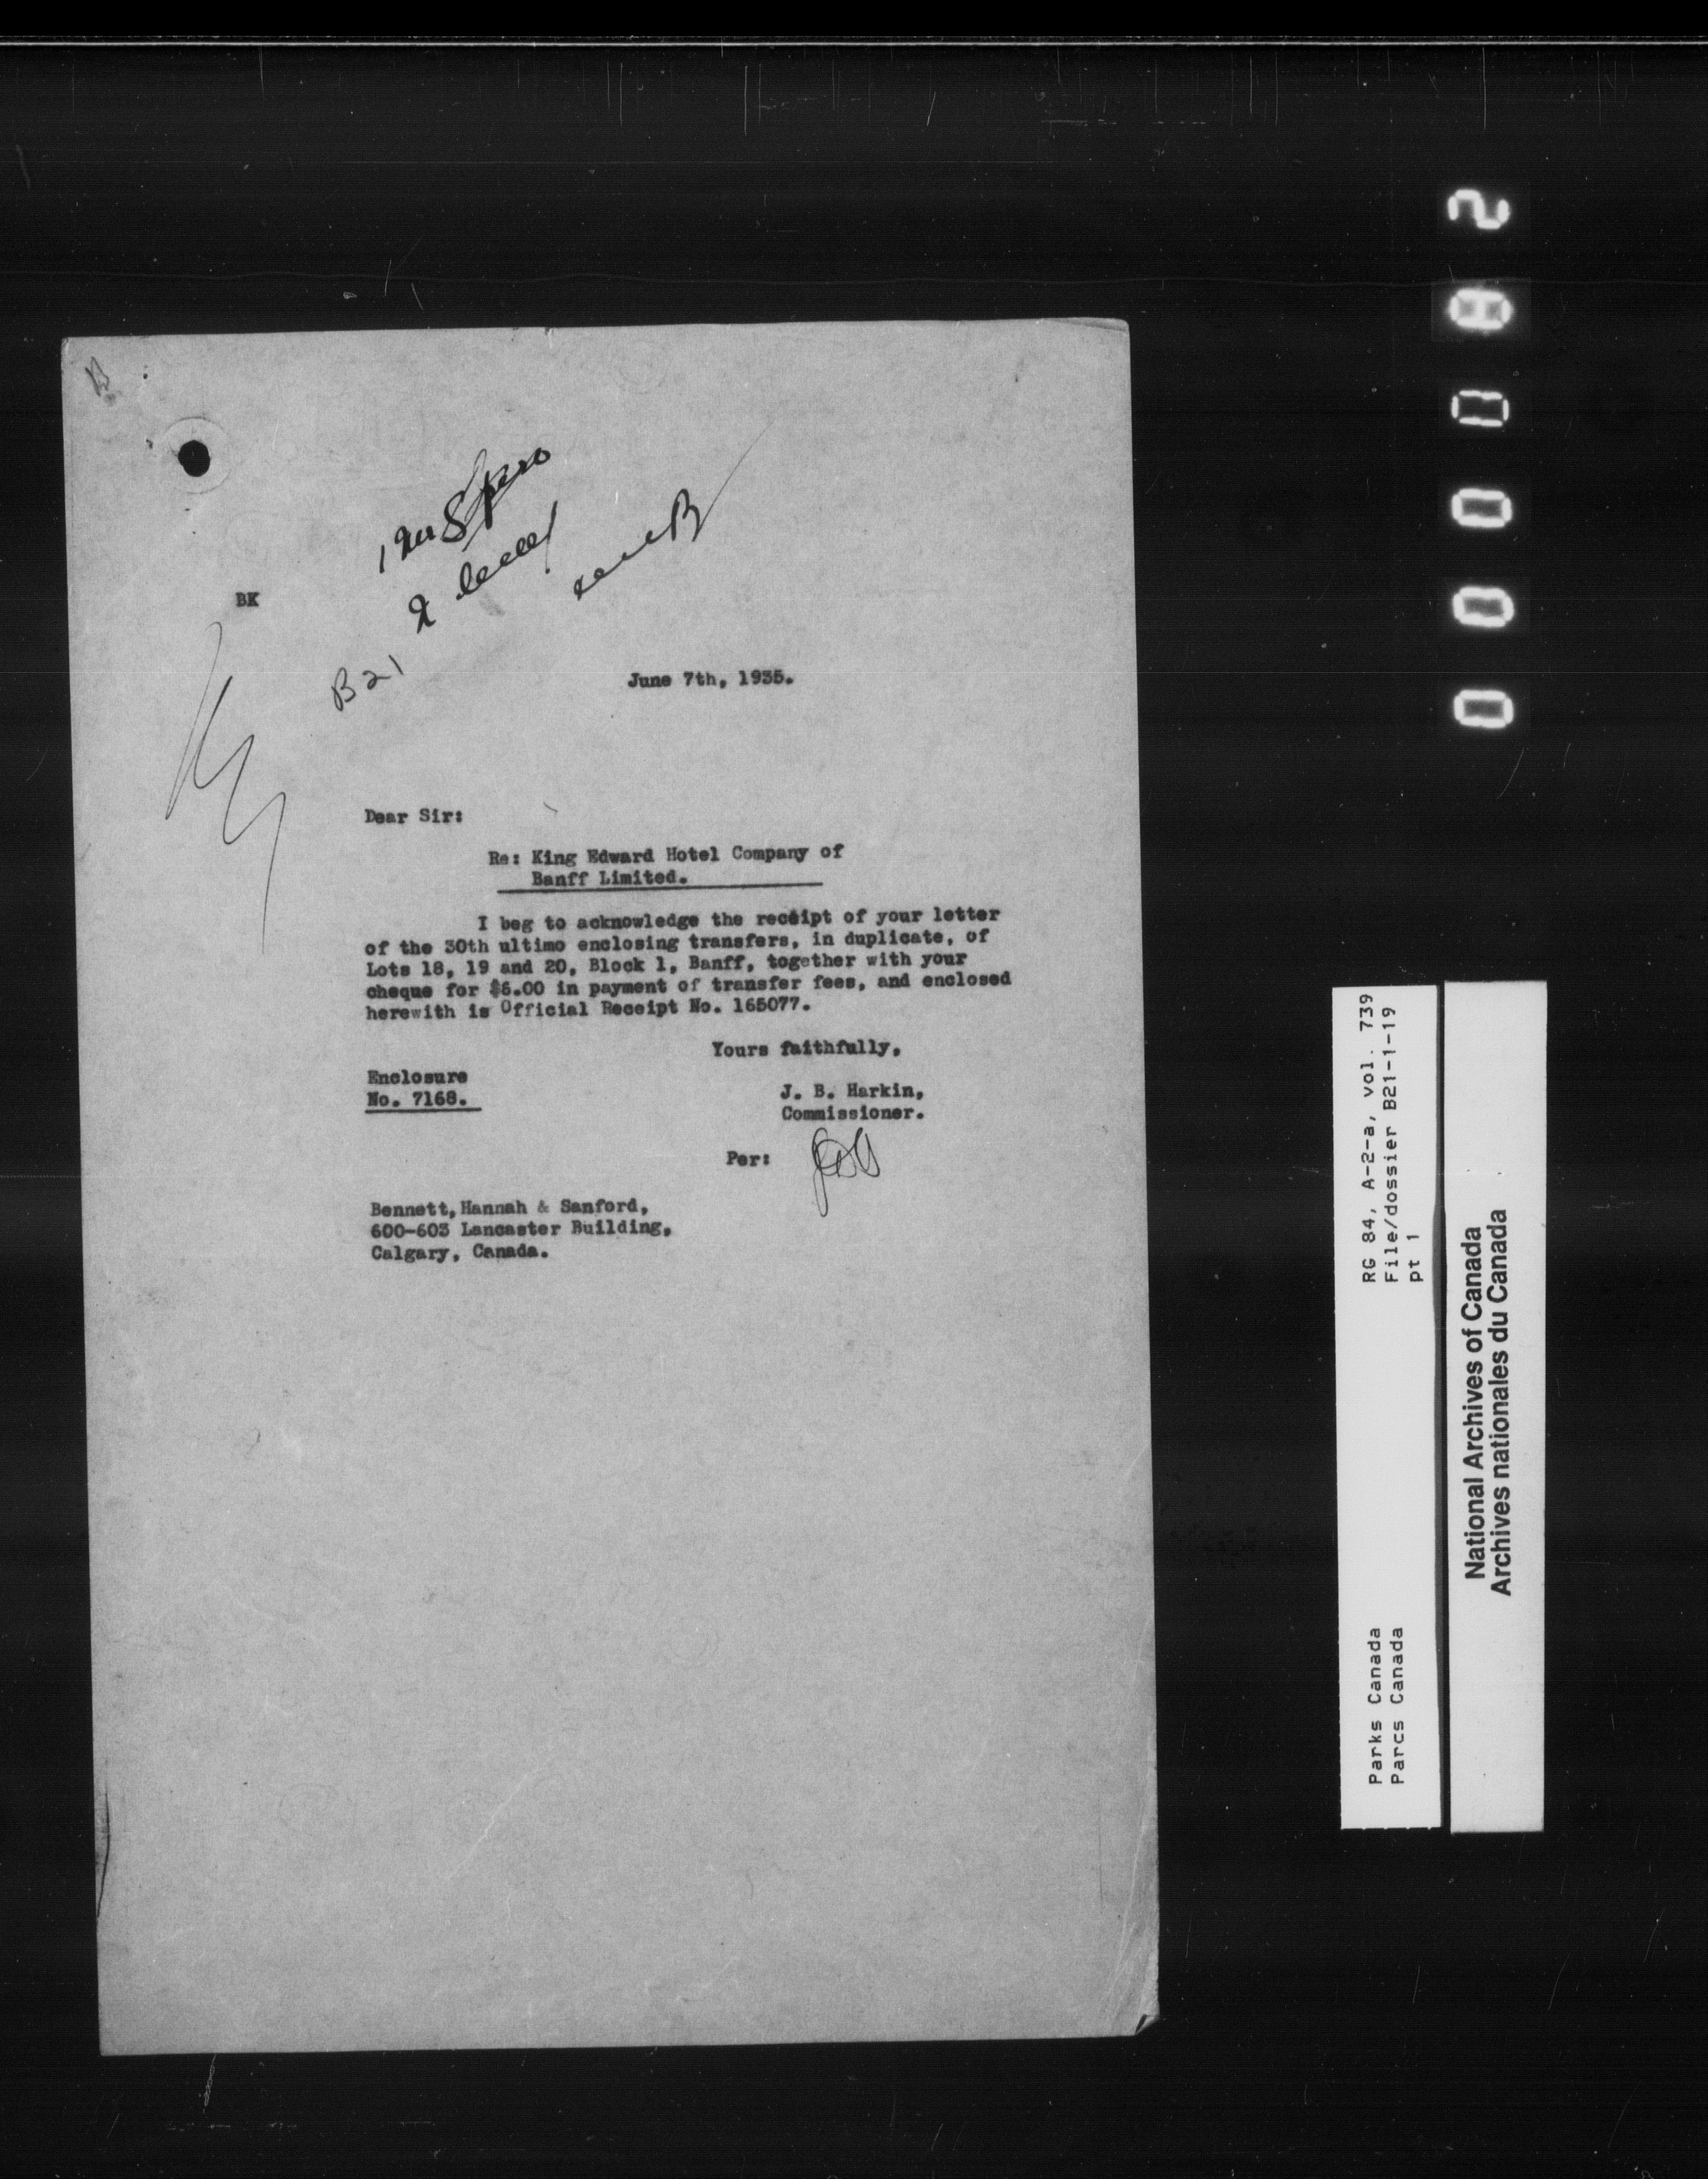 BK
B21
June 7th, 1935.
Dear Sir:
Re: King Edward Hotel Company of
Banff Limited.
I beg to acknowledge the receipt of your letter
of the 30th ultimo enclosing transfers, in duplicate, of
Lots 18, 19 and 20, Block 1, Banff, together with your
cheque for $6.00 in payment of transfer fees, and enclosed
herewith is Official Receipt No. 165077.
Yours faithfully,
Enclosure
No. 7168.
J. B. Harkin,
Commissioner.
Per:
Bennett, Hannah & Sanford,
600-603 Lancaster Building,
Calgary, Canada.
RG 84, A-2-a, vol. 739
File/dossier B21-1-19
pt 1
Parks Canada
Parcs Canada
National Archives of Canada
Archives nationales du Canada